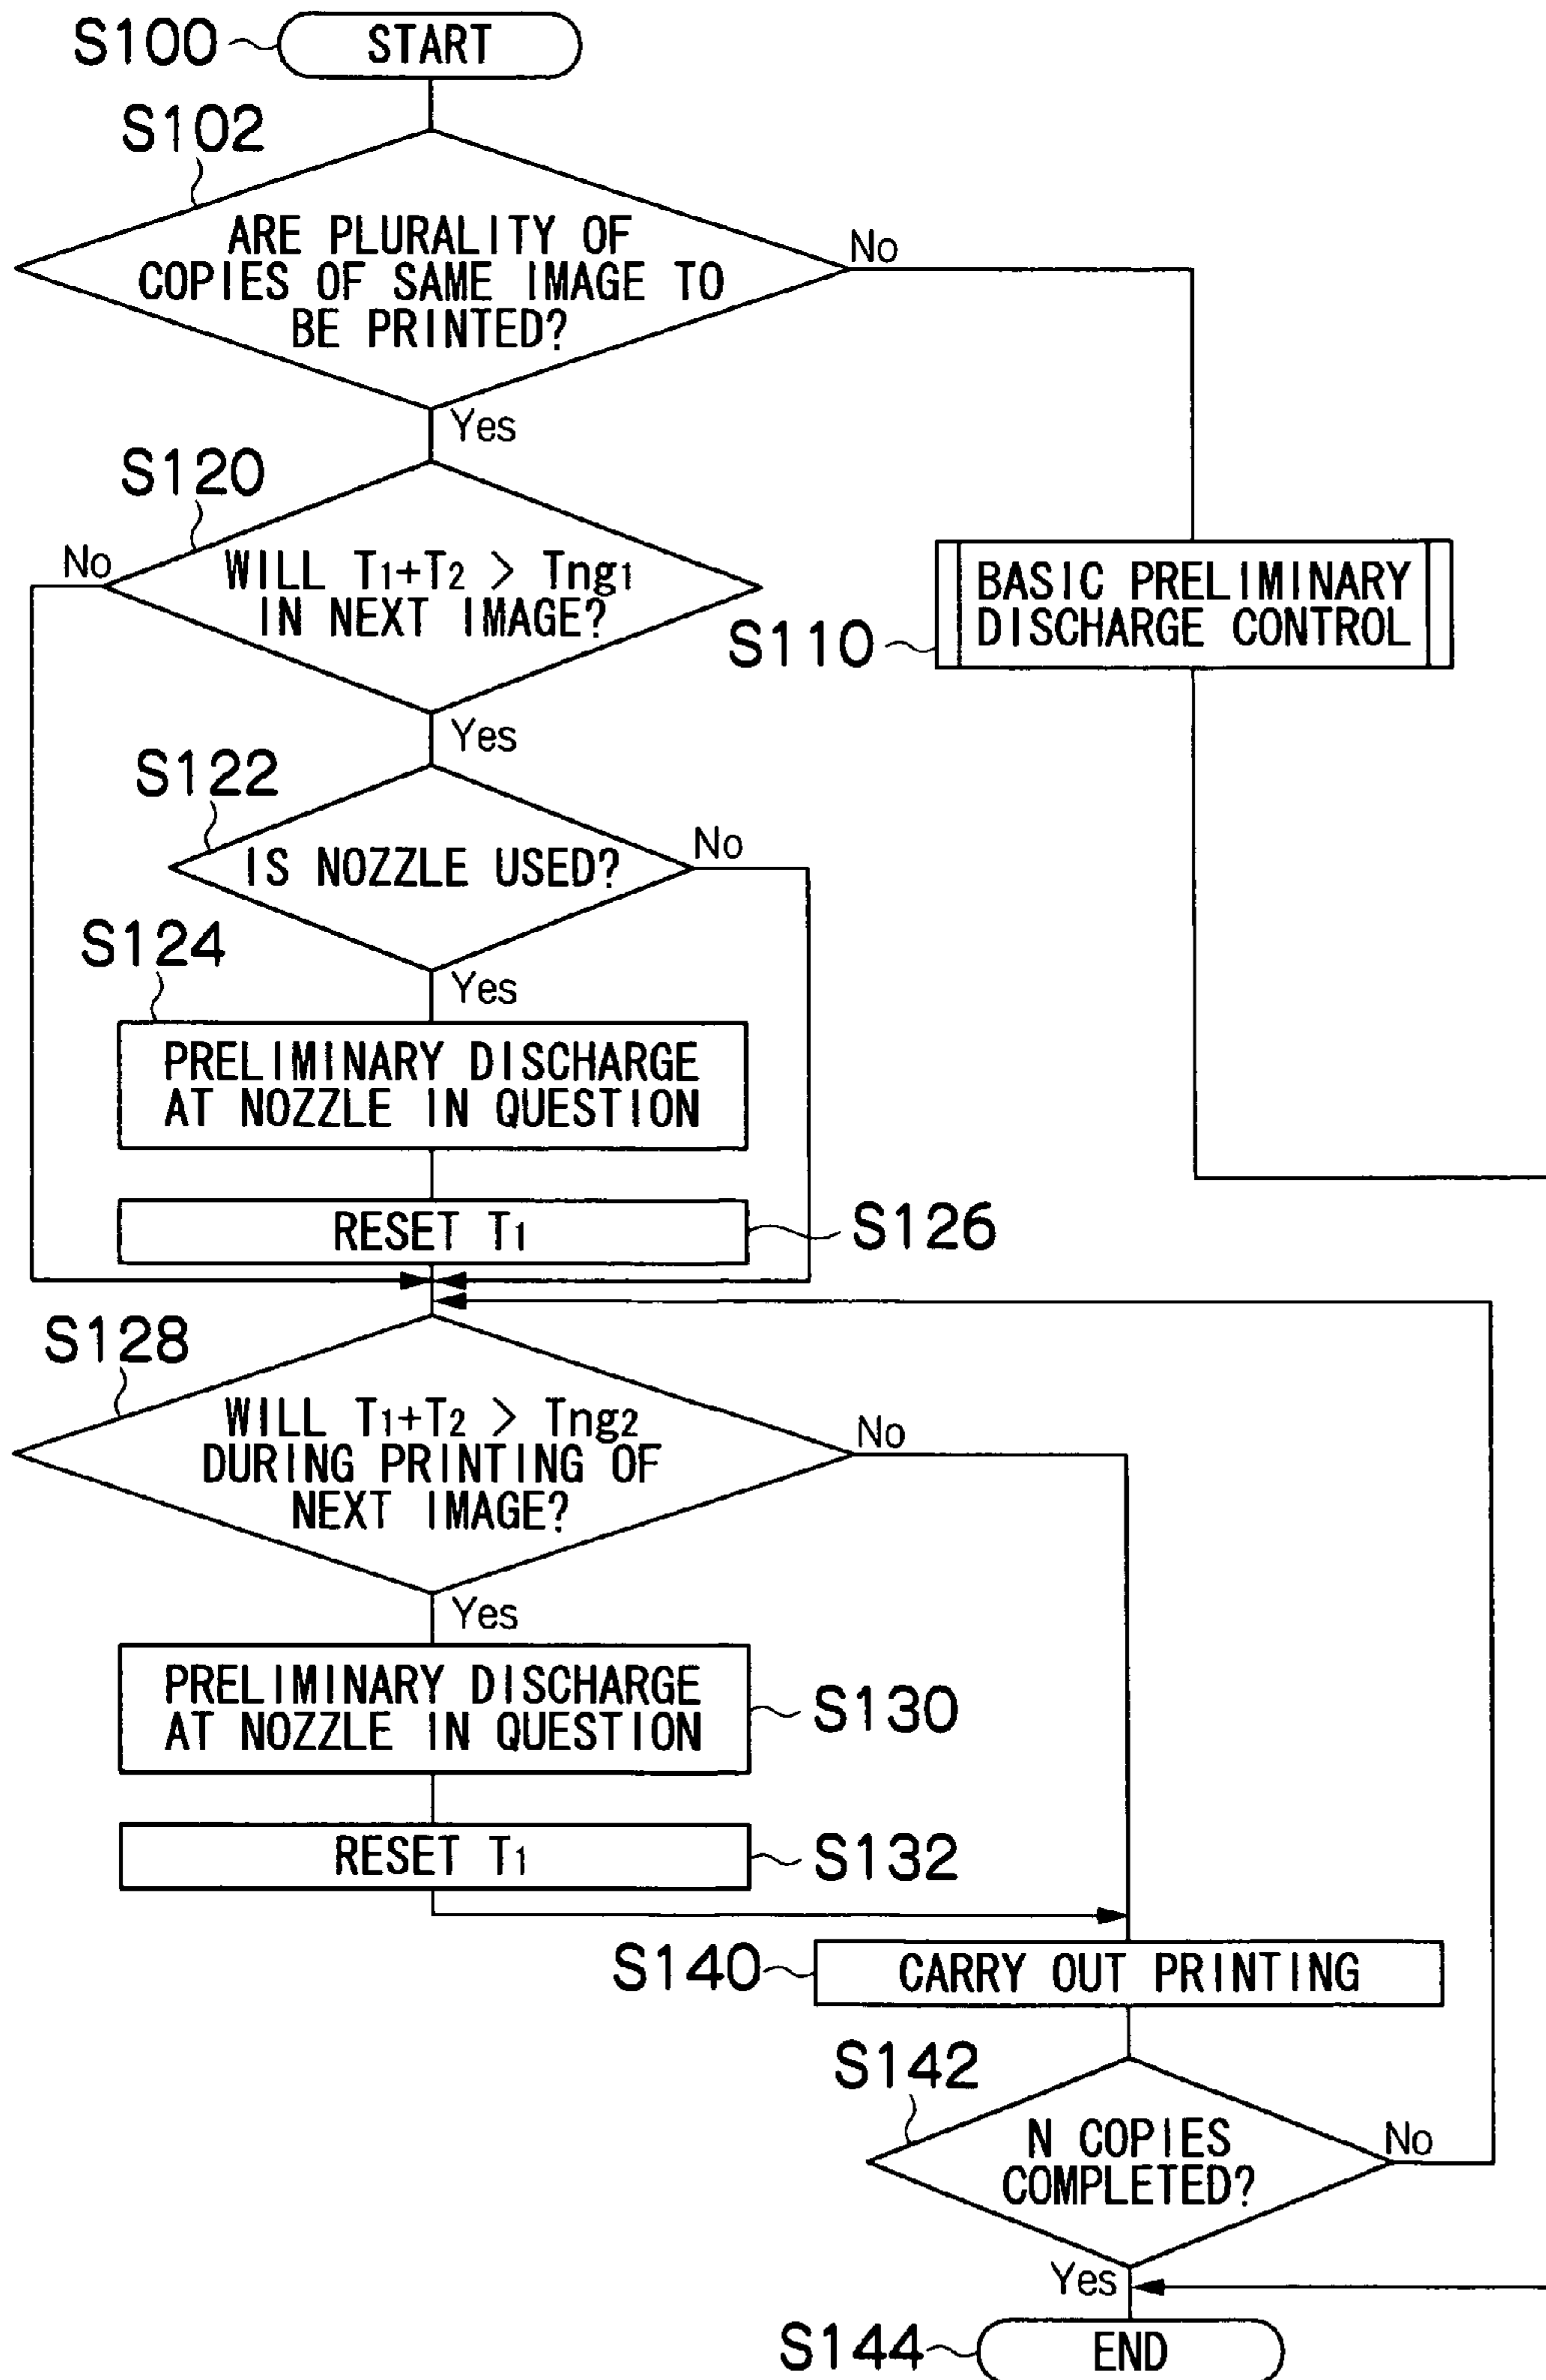 S100
START
S102
ARE PLURALITY OF
COPIES OF SAME IMAGE TO
BE PRINTED?
No
Yes
S120
No
WILL T1+T2 > Tng1
IN NEXT IMAGE?
BASIC PRELIMINARY
DISCHARGE CONTROL
S110
Yes
S122
IS NOZZLE USED?
No
S124
Yes
PRELIMINARY DISCHARGE
AT NOZZLE IN QUESTION
RESET T1
S126
S128
WILL T1+T2 > Tng2
DURING PRINTING OF
NEXT IMAGE?
No
Yes
PRELIMINARY DISCHARGE
AT NOZZLE IN QUESTION
S130
RESET T1
S132
S140
CARRY OUT PRINTING
S142
N COPIES
COMPLETED?
No
Yes
S144
END